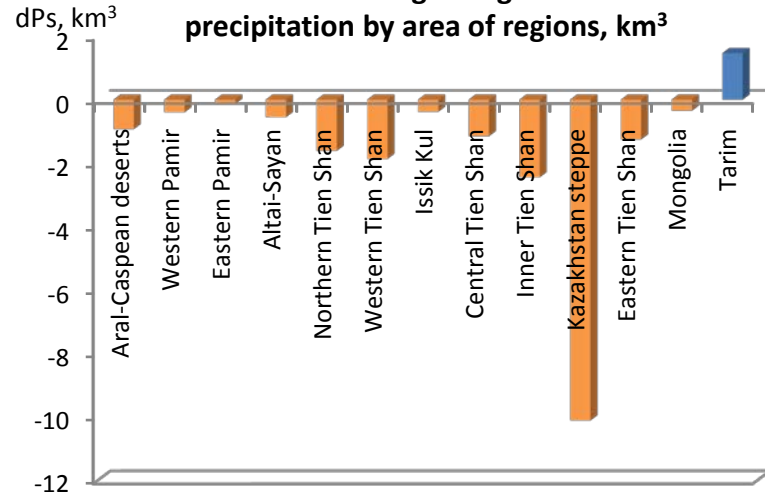 dPs, km³
precipitation by area of regions, km³
2
0
-2
-4
-6
-8
-10
-12
Aral-Caspean deserts
Western Pamir
Eastern Pamir
Altai-Sayan
Northern Tien Shan
Western Tien Shan
Issik Kul
Central Tien Shan
Inner Tien Shan
Kazakhstan steppe
Eastern Tien Shan
Mongolia
Tarim